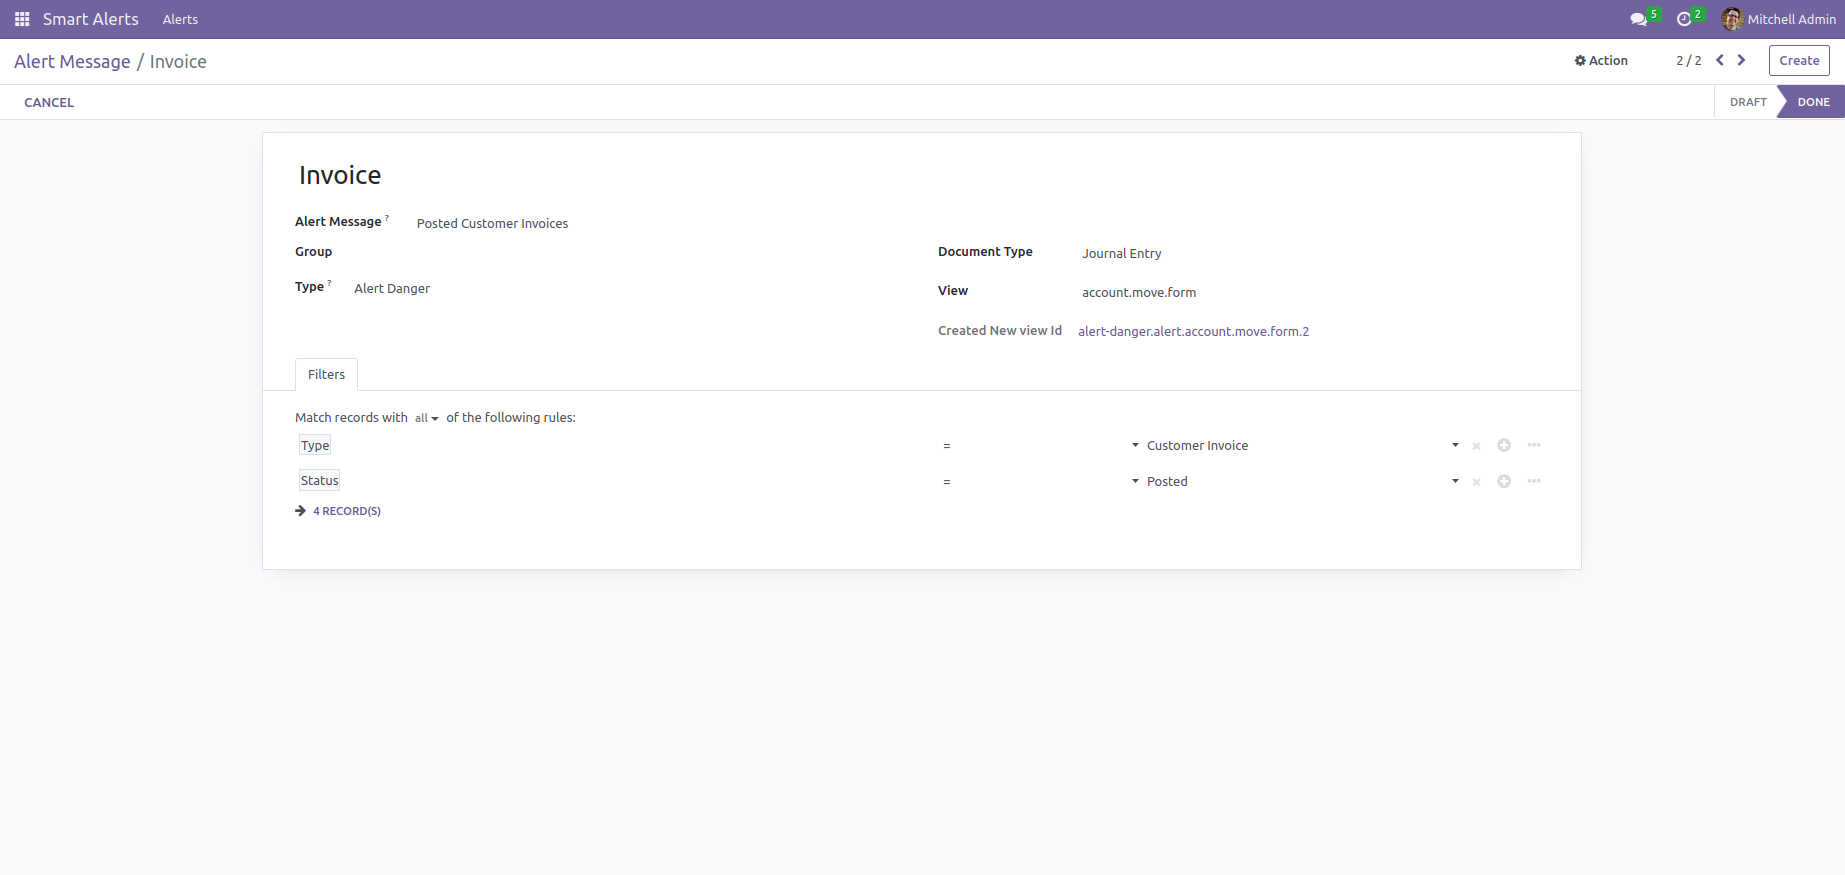 Smart Alerts Alerts 5 2 Mitchell Admin
Alert Message / Invoice Action 2 / 2 Create
CANCEL DRAFT DONE
Invoice
Alert Message ? Posted Customer Invoices
Group Document Type Journal Entry
Type ? Alert Danger View account.move.form
Created New view Id alert-danger.alert.account.move.form.2
Filters
Match records with all of the following rules:
Type = Customer Invoice
Status = Posted
4 RECORD(S)